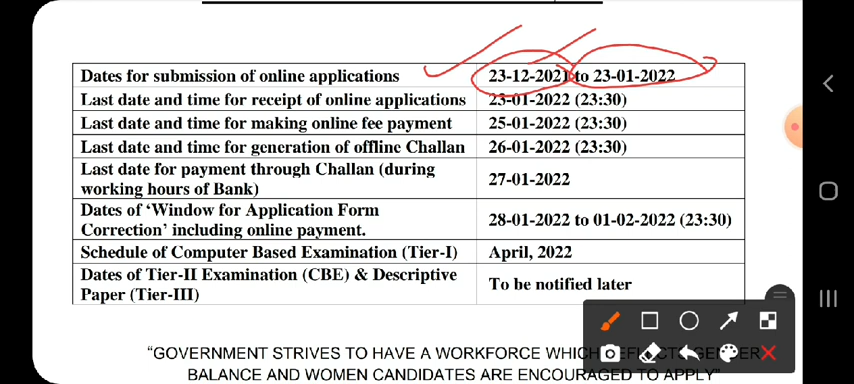 Dates for submission of online applications 23-12-2021 to 23-01-2022
Last date and time for receipt of online applications 23-01-2022 (23:30)
Last date and time for making online fee payment 25-01-2022 (23:30)
Last date and time for generation of offline Challan 26-01-2022 (23:30)
Last date for payment through Challan (during
working hours of Bank) 27-01-2022
Dates of ‘Window for Application Form
Correction’ including online payment. 28-01-2022 to 01-02-2022 (23:30)
Schedule of Computer Based Examination (Tier-I) April, 2022
Dates of Tier-II Examination (CBE) & Descriptive
Paper (Tier-III) To be notified later
“GOVERNMENT STRIVES TO HAVE A WORKFORCE WHICH REFLECTS GENDER
BALANCE AND WOMEN CANDIDATES ARE ENCOURAGED TO APPLY”